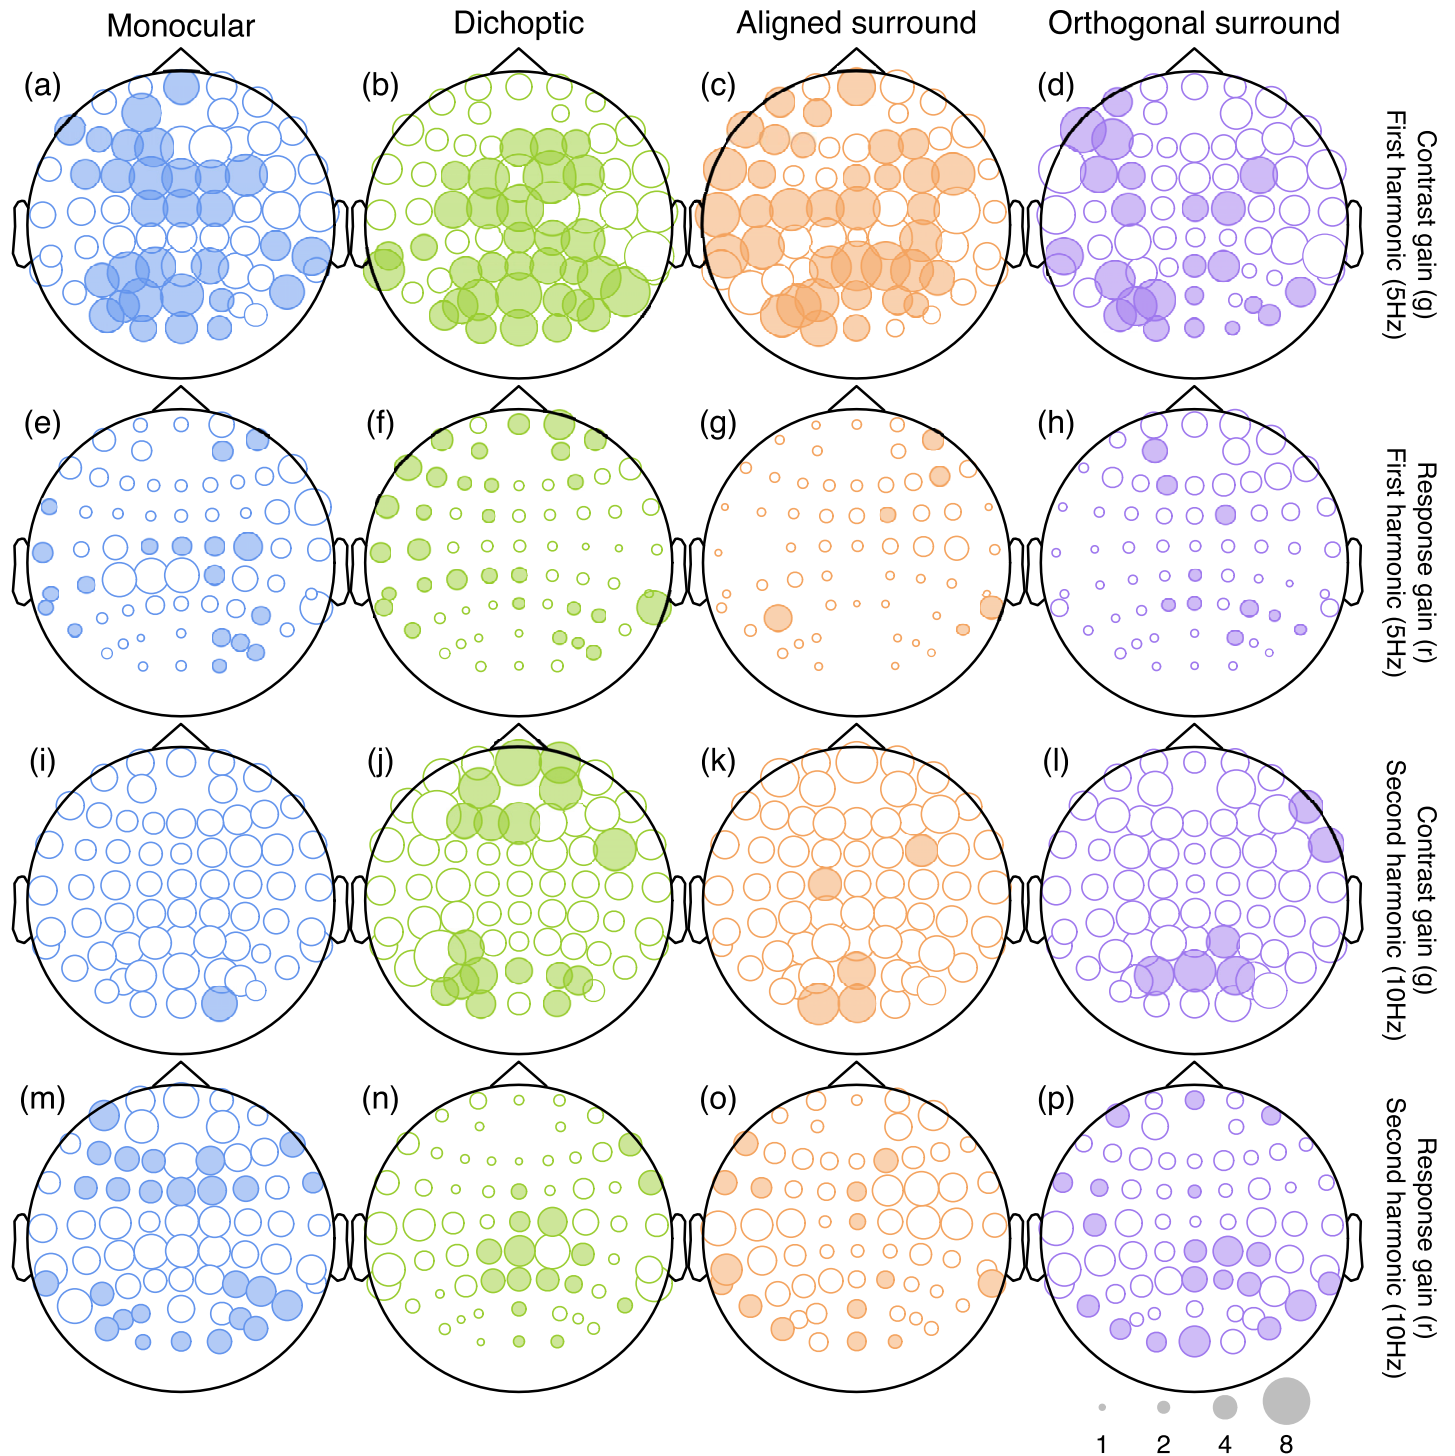 Monocular
Dichoptic
Aligned surround
Orthogonal surround
(a)
(b)
(c)
(d)
Contrast gain (g)
First harmonic (5Hz)
(e)
(f)
(g)
(h)
Response gain (r)
First harmonic (5Hz)
(i)
(j)
(k)
(l)
Contrast gain (g)
Second harmonic (10Hz)
(m)
(n)
(o)
(p)
Response gain (r)
Second harmonic (10Hz)
1 2 4 8